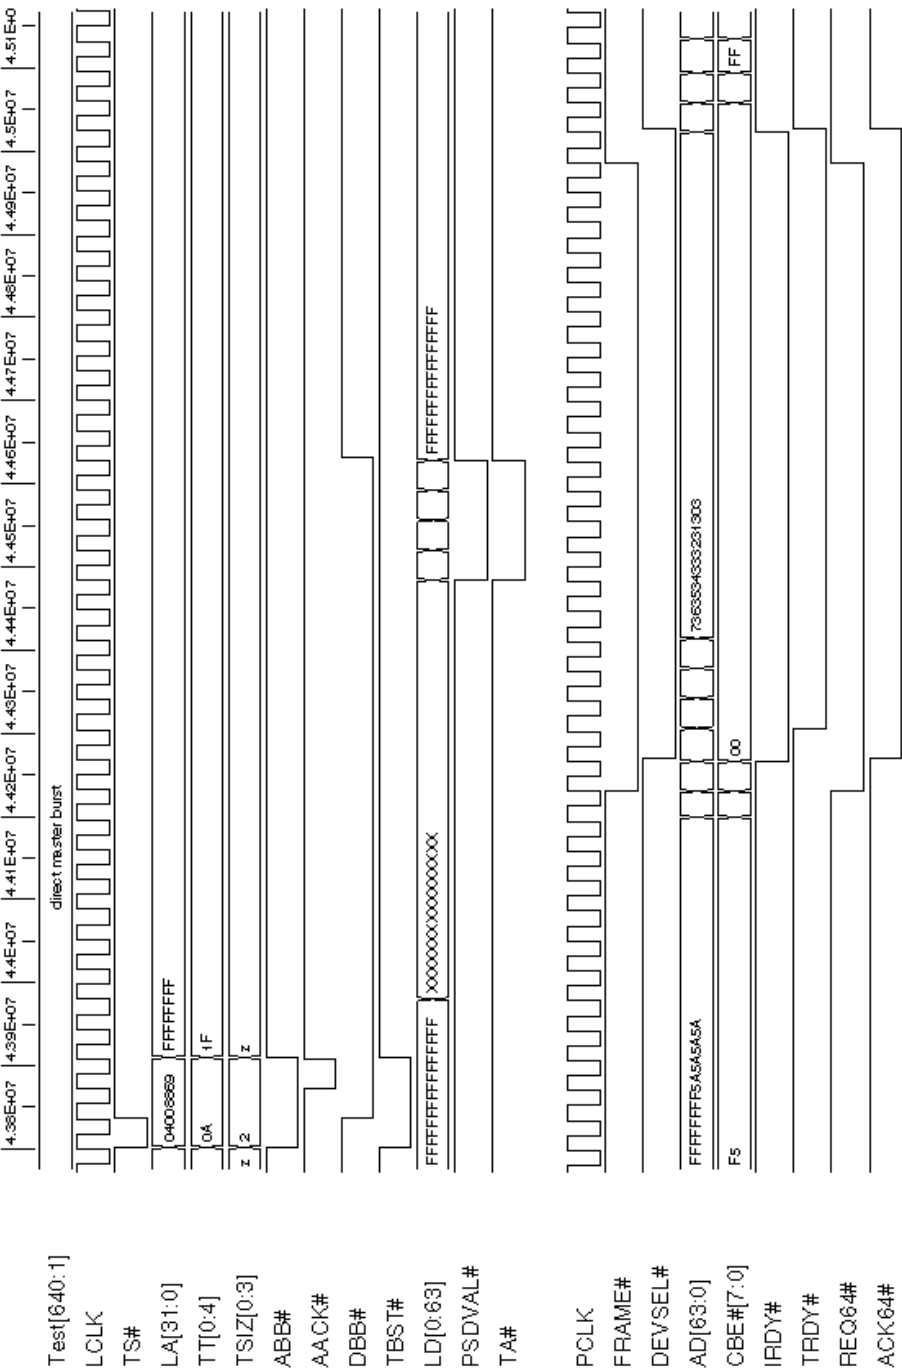 4.38E+07 4.39E+07 4.4E+07 4.41E+07 4.42E+07 4.43E+07 4.44E+07 4.45E+07 4.46E+07 4.47E+07 4.48E+07 4.49E+07 4.5E+07 4.51E+0
Test[640:1] direct master burst
LCLK
TS#
LA[31:0] 04008869 FFFFFFFF
TT[0:4] 0A 1F
TSIZ[0:3] z 2 z
ABB#
AACK#
DBB#
TBST#
LD[0:63] FFFFFFFFFFFFFFFF XXXXXXXXXXXXXXXX FFFFFFFFFFFFFFFF
PSDVAL#
TA#
PCLK
FRAME#
DEVSEL#
AD[63:0] FFFFFFFF5A5A5A5A 7363534333231303
CBE#[7:0] F5 00 FF
IRDY#
TRDY#
REQ64#
ACK64#